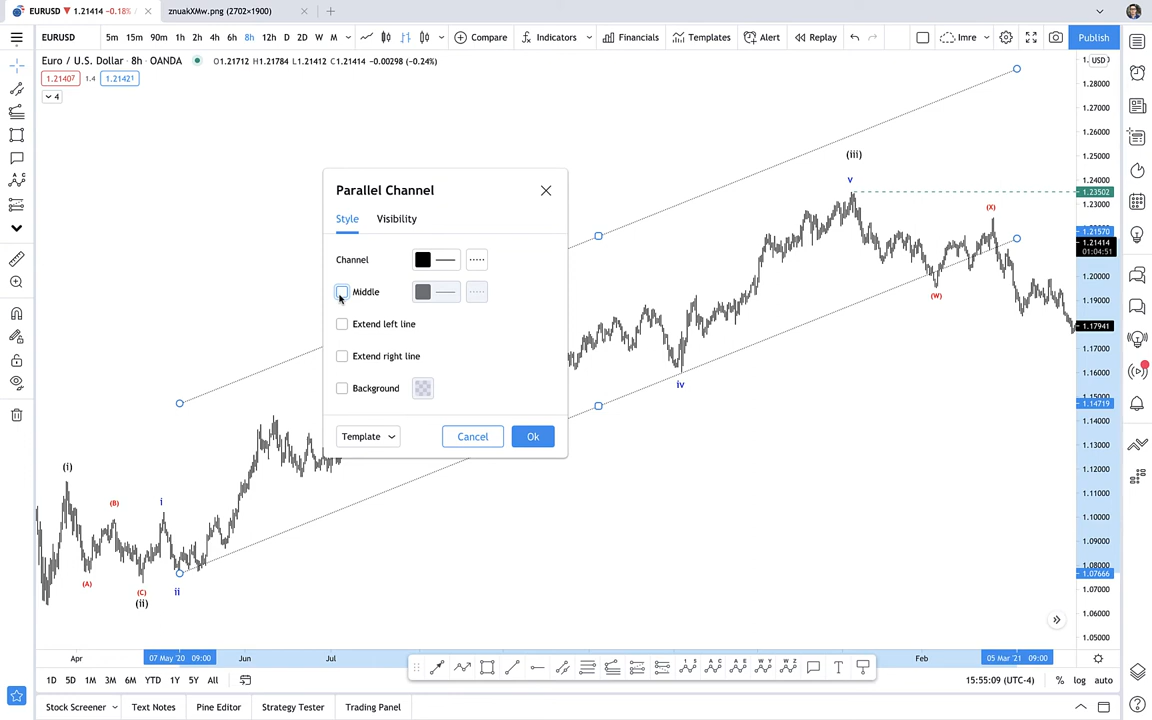 EURUSD ▼ 1.21414 -0.18%
znuakXMw.png (2702×1900)
EURUSD 5m 15m 90m 1h 2h 4h 6h 8h 12h D 2D W M Compare Indicators Financials Templates Alert Replay Imre Publish
Euro / U.S. Dollar · 8h · OANDA O1.21712 H1.21784 L1.21412 C1.21414 -0.00298 (-0.24%)
USD
1.21407 1.4 1.21421
4
1.28000
1.27000
1.26000
1.25000
1.24000
1.23502
1.23000
1.21570
1.21414
01:04:51
1.20000
1.19000
1.17941
1.17000
1.16000
1.14719
1.14000
1.13000
1.12000
1.11000
1.10000
1.09000
1.08000
1.07666
1.07000
1.06000
1.05000
(iii)
v
(X)
(W)
iv
(i)
(B)
i
(A)
(C)
(ii)
ii
Parallel Channel
Style Visibility
Channel
Middle
Extend left line
Extend right line
Background
Template Cancel Ok
Apr 07 May '20 09:00 Jun Jul Feb 05 Mar '21 09:00
1D 5D 1M 3M 6M YTD 1Y 5Y All 15:55:09 (UTC-4) % log auto
Stock Screener Text Notes Pine Editor Strategy Tester Trading Panel